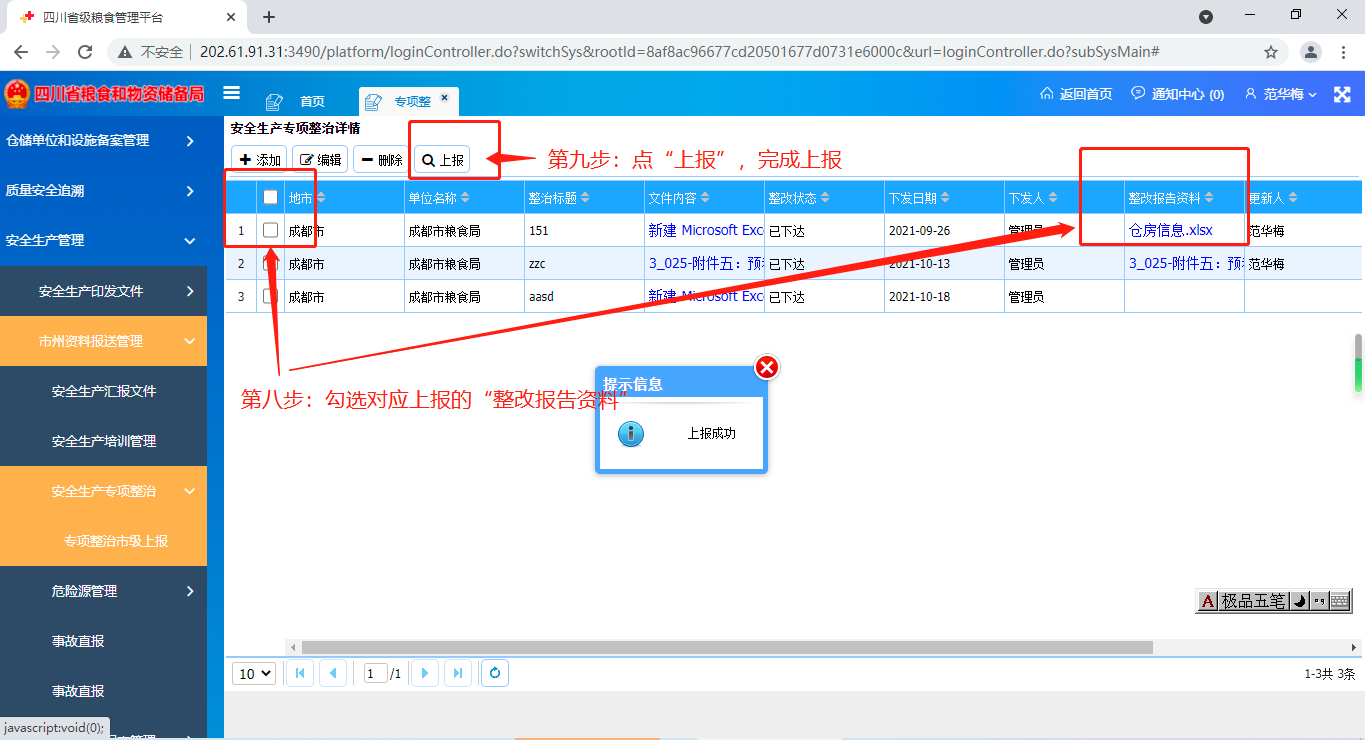 四川省级粮食管理平台
不安全
202.61.91.31:3490/platform/loginController.do?switchSys&rootId=8af8ac96677cd20501677d0731e6000c&url=loginController.do?subSysMain#
四川省粮食和物资储备局
首页
专项整
返回首页
通知中心 (0)
范华梅
仓储单位和设施备案管理
质量安全追溯
安全生产管理
安全生产印发文件
市州资料报送管理
安全生产汇报文件
安全生产培训管理
安全生产专项整治
专项整治市级上报
危险源管理
事故直报
事故直报
javascript:void(0);
安全生产专项整治详情
添加 编辑 删除 上报
第九步：点“上报”，完成上报
地市 单位名称 整治标题 文件内容 整改状态 下发日期 下发人 整改报告资料 更新人
1 成都市 成都市粮食局 151 新建 Microsoft Exc 已下达 2021-09-26 管理员 仓房信息.xlsx 范华梅
2 成都市 成都市粮食局 zzc 3_025-附件五：预 已下达 2021-10-13 管理员 3_025-附件五：预 范华梅
3 成都市 成都市粮食局 aasd 新建 Microsoft Exc 已下达 2021-10-18 管理员
第八步：勾选对应上报的“整改报告资料”
提示信息
上报成功
A 极品五笔
10 1 /1
1-3共 3条